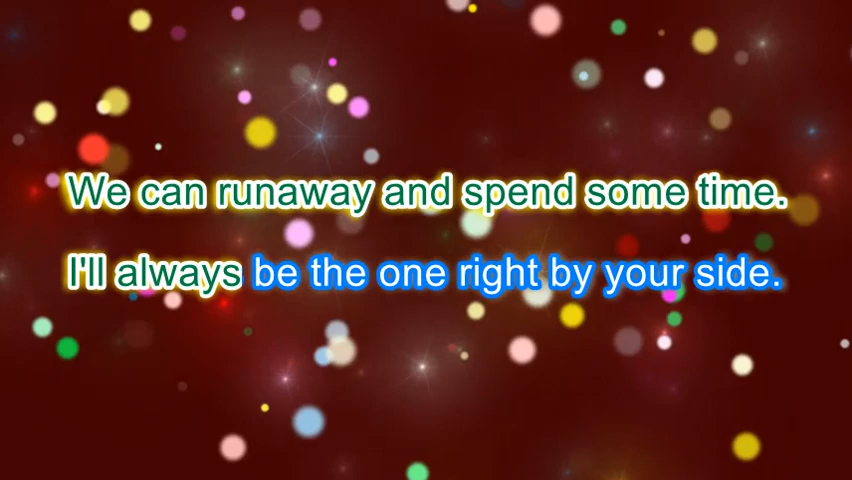 We can runaway and spend some time.
I'll always be the one right by your side.